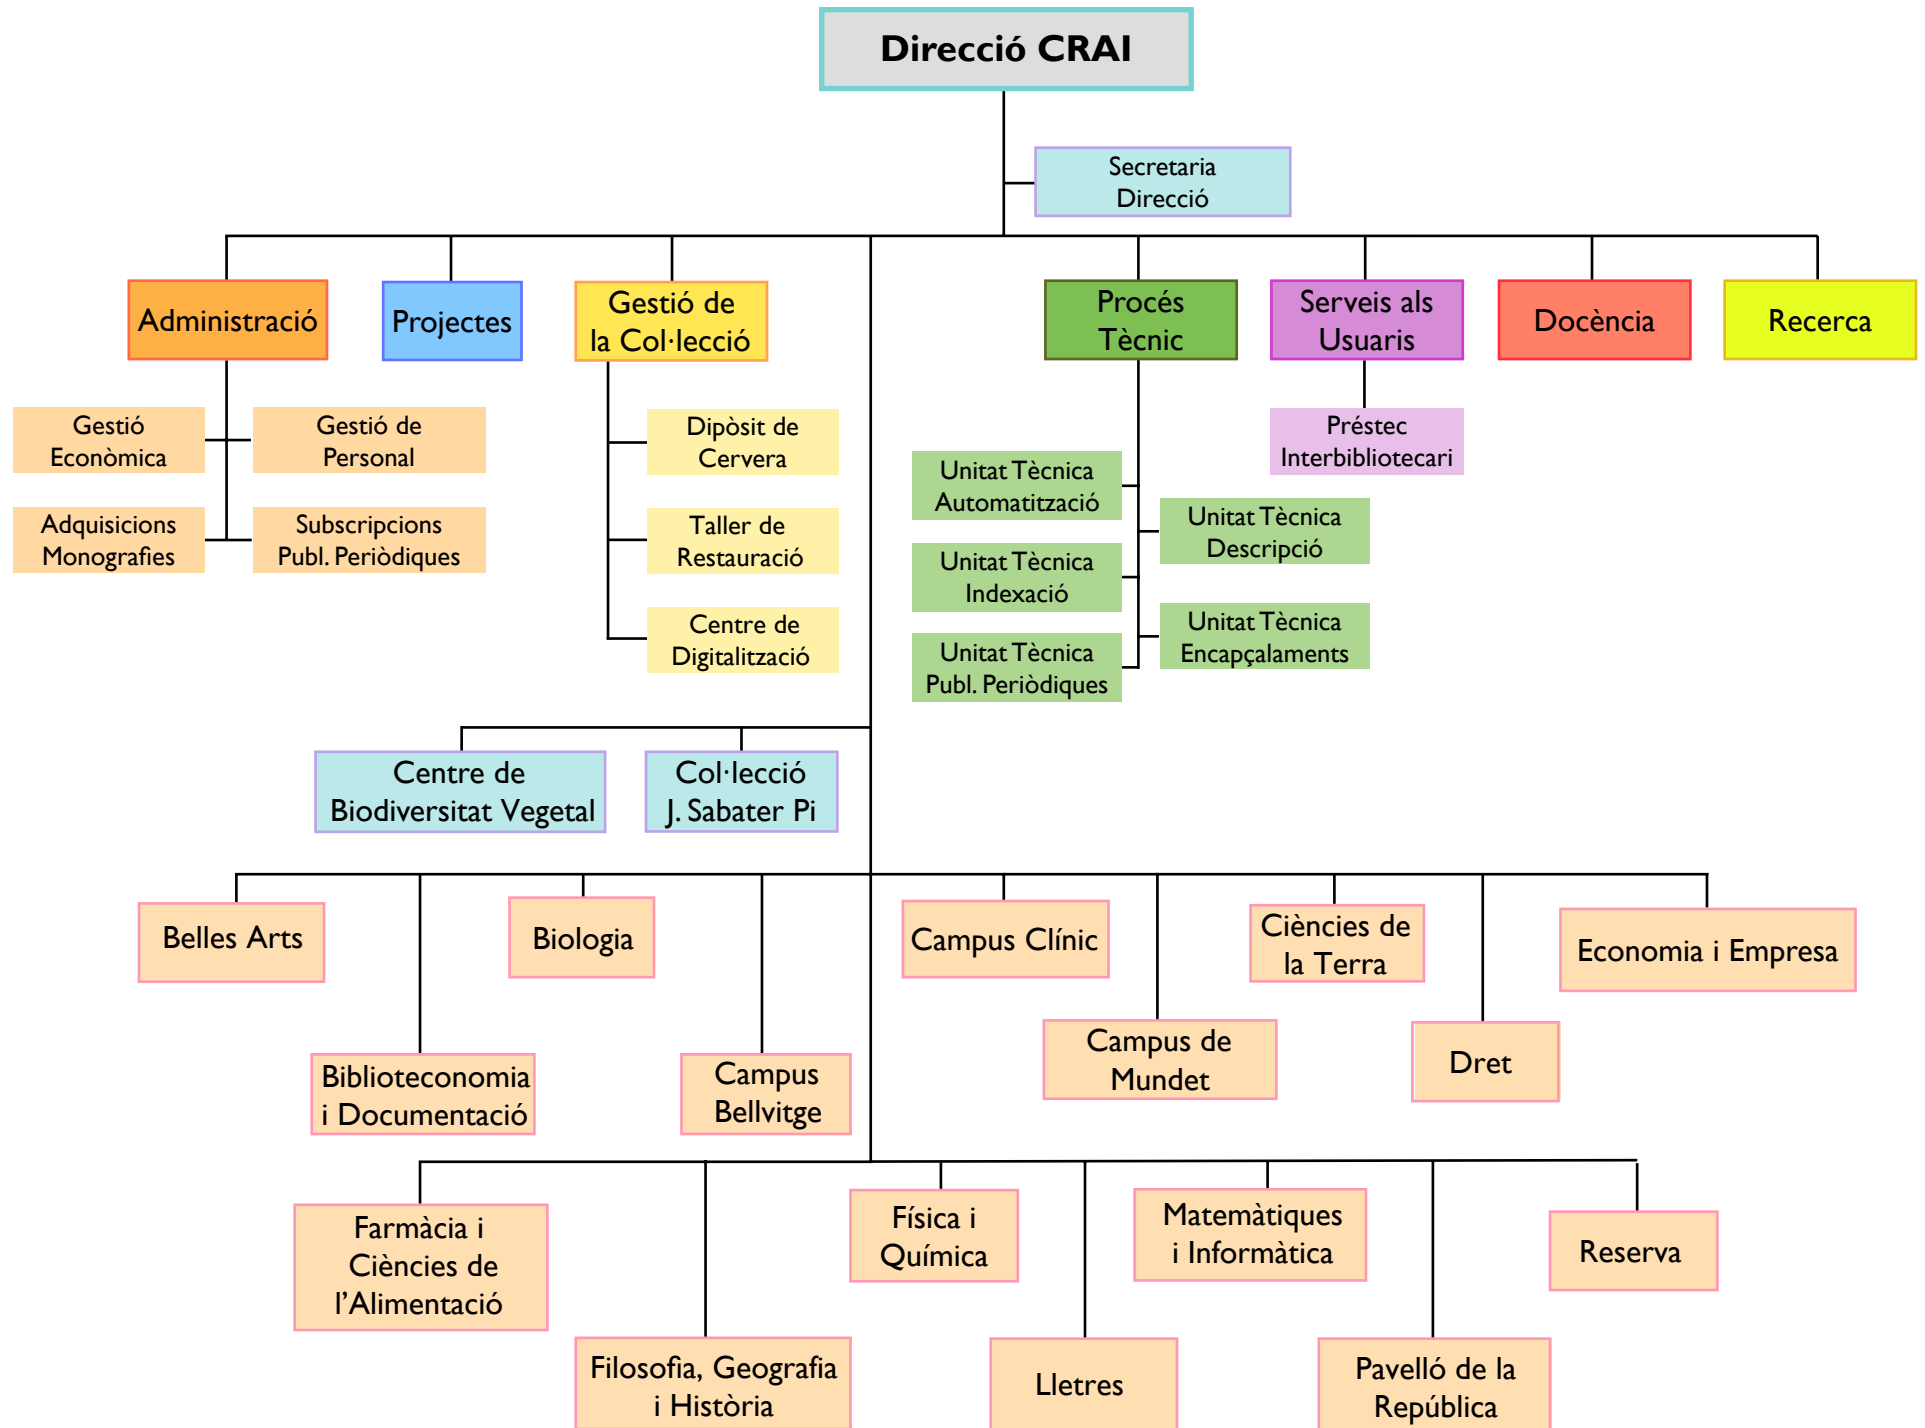 Direcció CRAI
Secretaria
Direcció
Administració
Projectes
Gestió de
la Col·lecció
Procés
Tècnic
Serveis als
Usuaris
Docència
Recerca
Gestió
Econòmica
Gestió de
Personal
Adquisicions
Monografies
Subscripcions
Publ. Periòdiques
Dipòsit de
Cervera
Taller de
Restauració
Centre de
Digitalització
Unitat Tècnica
Automatització
Unitat Tècnica
Descripció
Unitat Tècnica
Indexació
Unitat Tècnica
Encapçalaments
Unitat Tècnica
Publ. Periòdiques
Préstec
Interbibliotecari
Centre de
Biodiversitat Vegetal
Col·lecció
J. Sabater Pi
Belles Arts
Biologia
Campus Clínic
Ciències de
la Terra
Economia i Empresa
Biblioteconomia
i Documentació
Campus
Bellvitge
Campus de
Mundet
Dret
Farmàcia i
Ciències de
l’Alimentació
Física i
Química
Matemàtiques
i Informàtica
Reserva
Filosofia, Geografia
i Història
Lletres
Pavelló de la
República